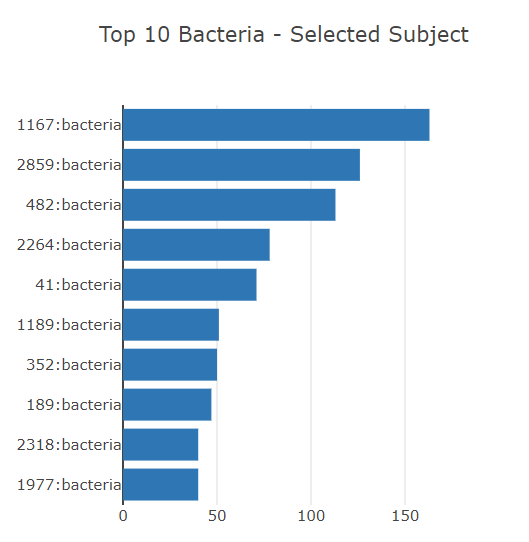 Top 10 Bacteria - Selected Subject
1167:bacteria
2859:bacteria
482:bacteria
2264:bacteria
41:bacteria
1189:bacteria
352:bacteria
189:bacteria
2318:bacteria
1977:bacteria
0 50 100 150